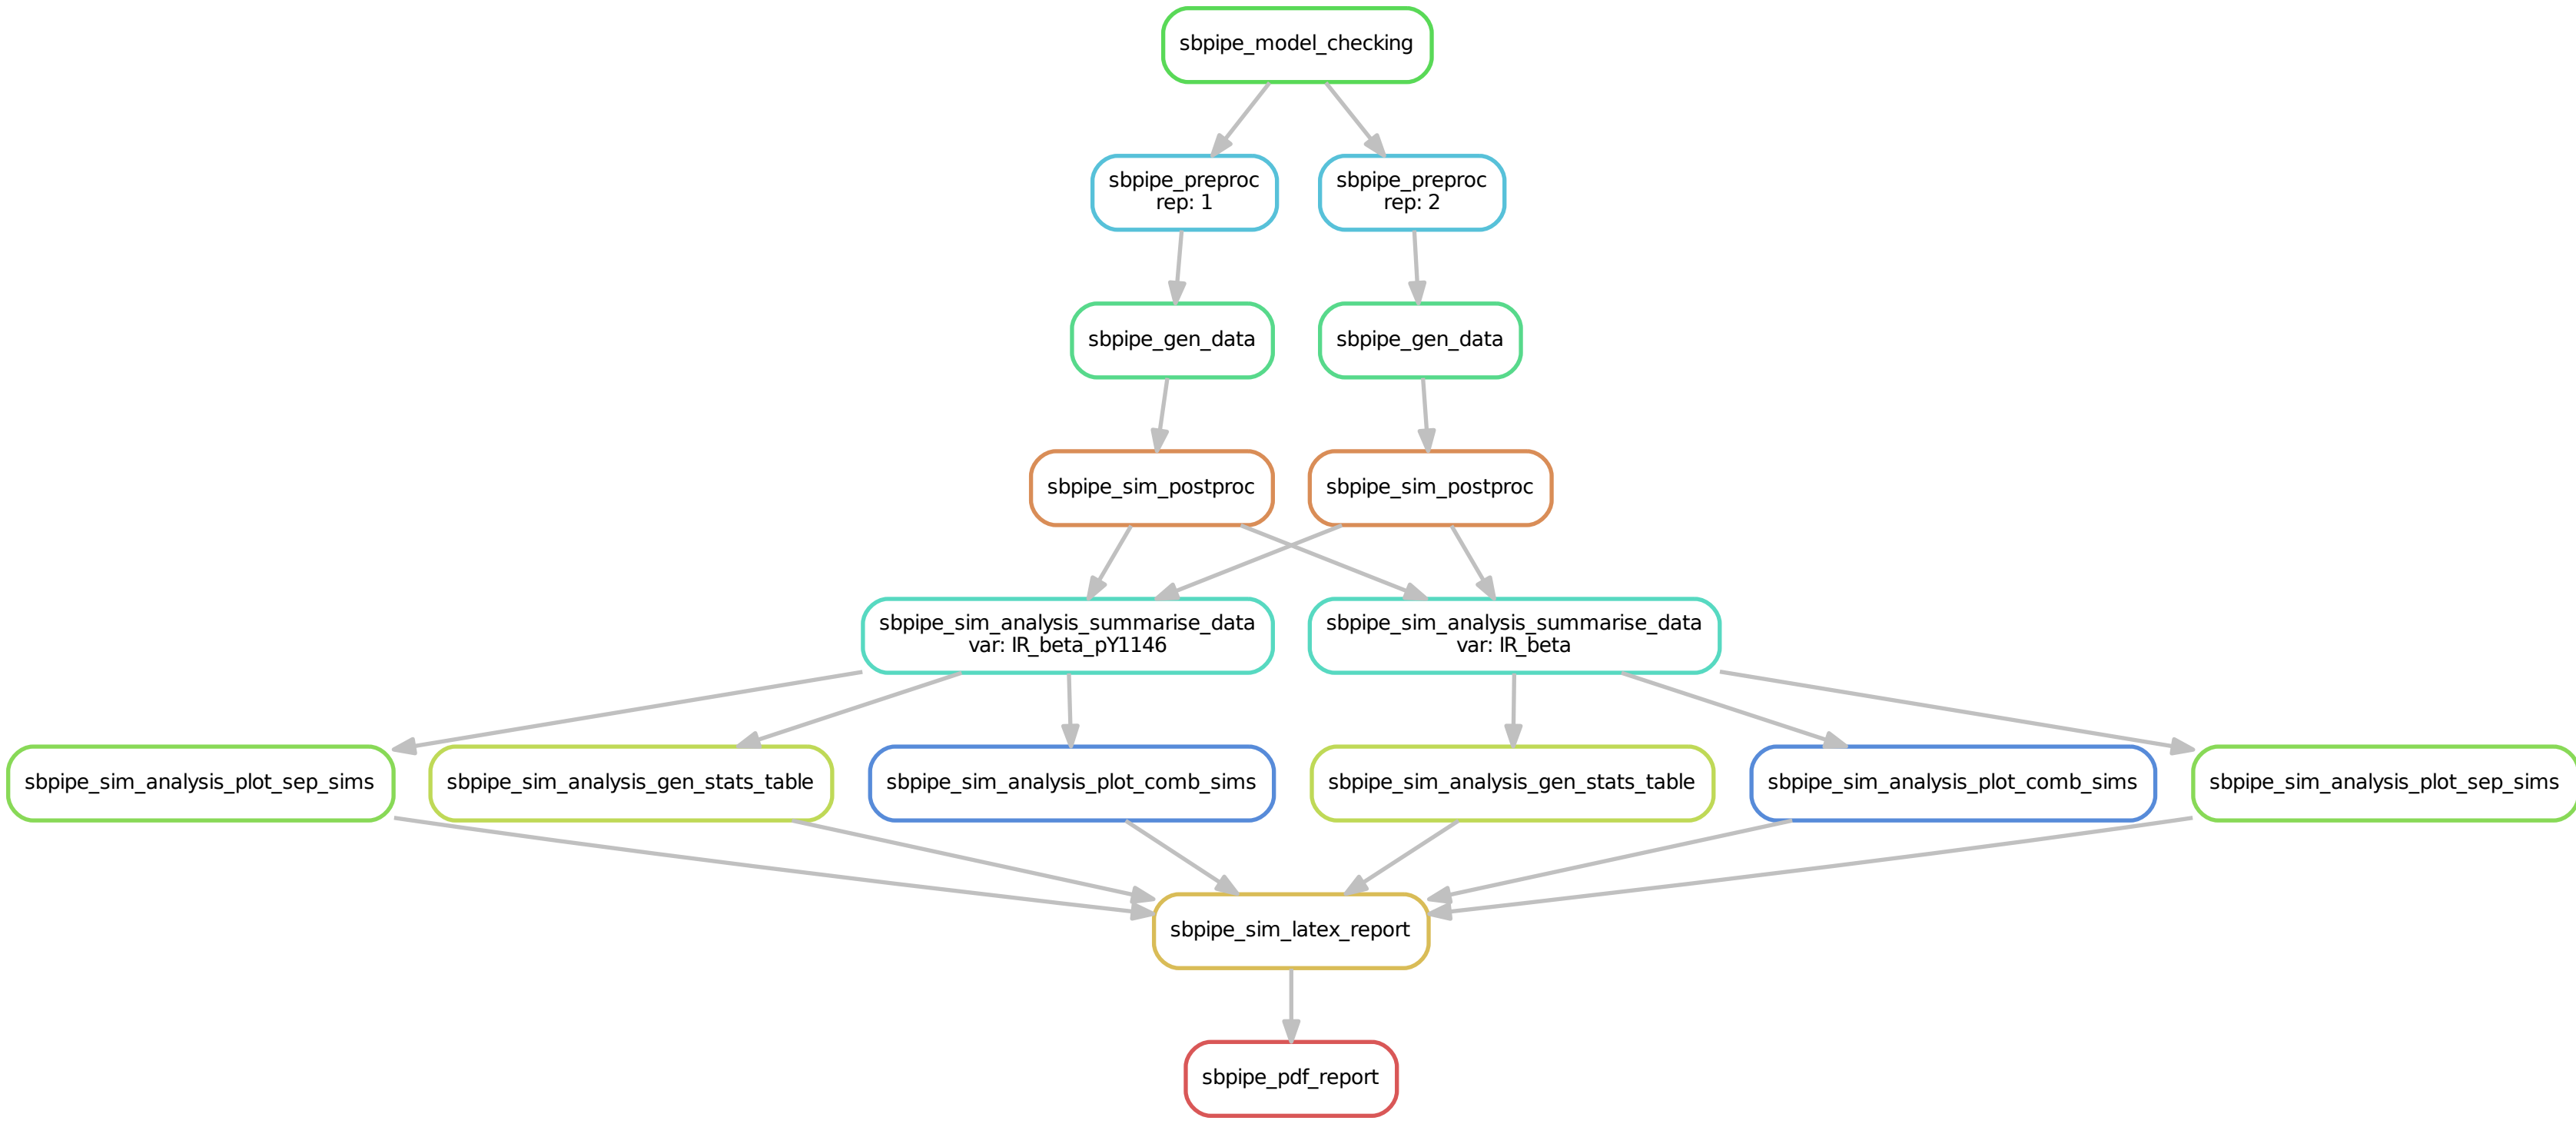 sbpipe_model_checking
sbpipe_preproc
rep: 1
sbpipe_preproc
rep: 2
sbpipe_gen_data
sbpipe_gen_data
sbpipe_sim_postproc
sbpipe_sim_postproc
sbpipe_sim_analysis_summarise_data
var: IR_beta_pY1146
sbpipe_sim_analysis_summarise_data
var: IR_beta
sbpipe_sim_analysis_plot_sep_sims
sbpipe_sim_analysis_gen_stats_table
sbpipe_sim_analysis_plot_comb_sims
sbpipe_sim_analysis_gen_stats_table
sbpipe_sim_analysis_plot_comb_sims
sbpipe_sim_analysis_plot_sep_sims
sbpipe_sim_latex_report
sbpipe_pdf_report